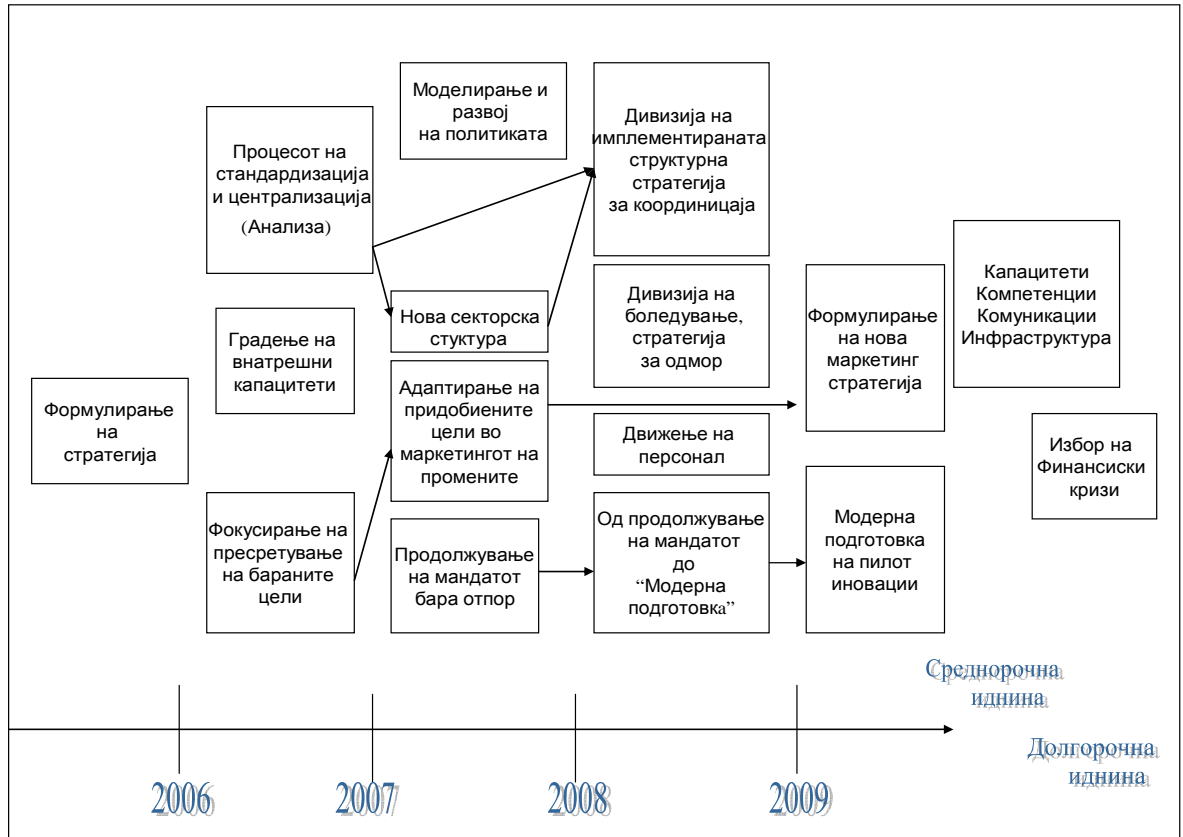 Формулирање
на
стратегија
Процесот на
стандардизација
и централизација
(Анализа)
Градење на
внатрешни
капацитети
Фокусирање на
пресретување
на бараните
цели
Моделирање и
развој
на политиката
Нова секторска
стуктура
Адаптирање на
придобиените
цели во
маркетингот на
промените
Продолжување
на мандатот
бара отпор
Дивизија на
имплементираната
структурна
стратегија
за координицаја
Дивизија на
боледување,
стратегија
за одмор
Движење на
персонал
Од продолжување
на мандатот
до
“Модерна
подготовка”
Формулирање
на нова
маркетинг
стратегија
Модерна
подготовка
на пилот
иновации
Капацитети
Компетенции
Комуникации
Инфраструктура
Избор на
Финансиски
кризи
Среднорочна
иднина
Долгорочна
иднина
2006
2007
2008
2009